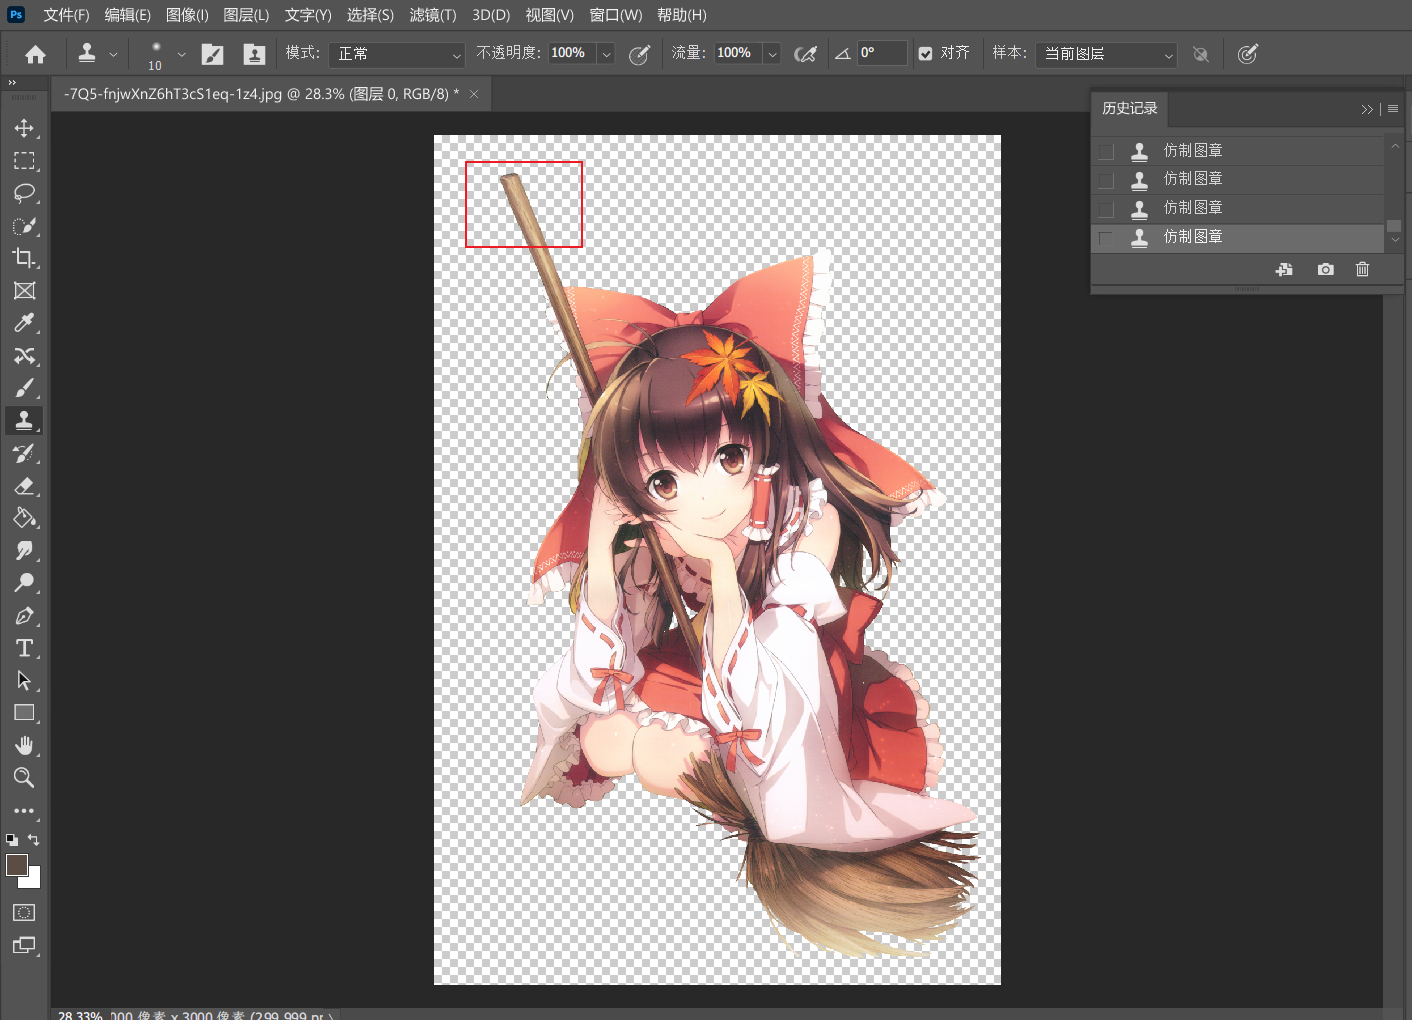 Ps 文件(F) 编辑(E) 图像(I) 图层(L) 文字(Y) 选择(S) 滤镜(T) 3D(D) 视图(V) 窗口(W) 帮助(H)
10 模式: 正常 不透明度: 100% 流量: 100% 0° 对齐 样本: 当前图层
-7Q5-fnjwXnZ6hT3cS1eq-1z4.jpg @ 28.3% (图层 0, RGB/8) * ×
历史记录
仿制图章
仿制图章
仿制图章
仿制图章
28.33% 000 像素 x 3000 像素 (299.999 pp